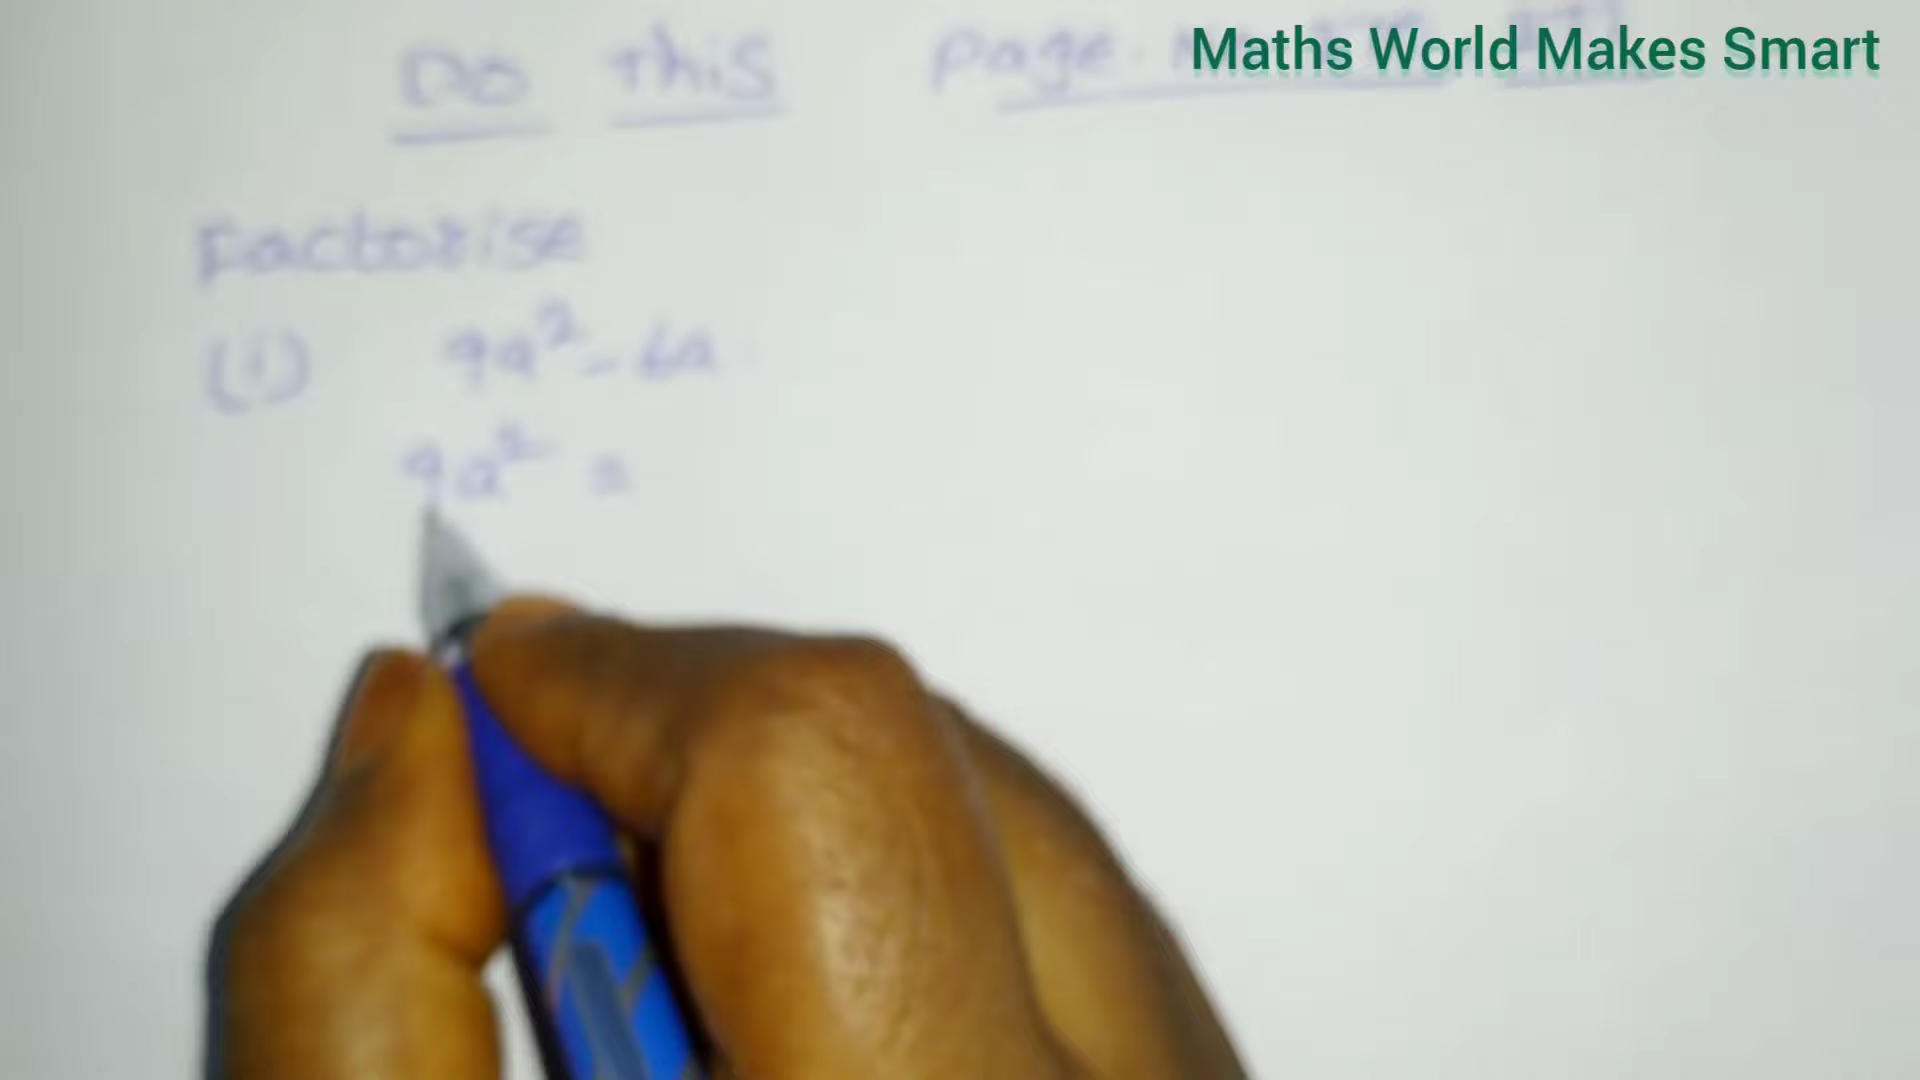 Maths World Makes Smart
Do This Page.
Factorise
(i) 9a² - 6a
9a² =